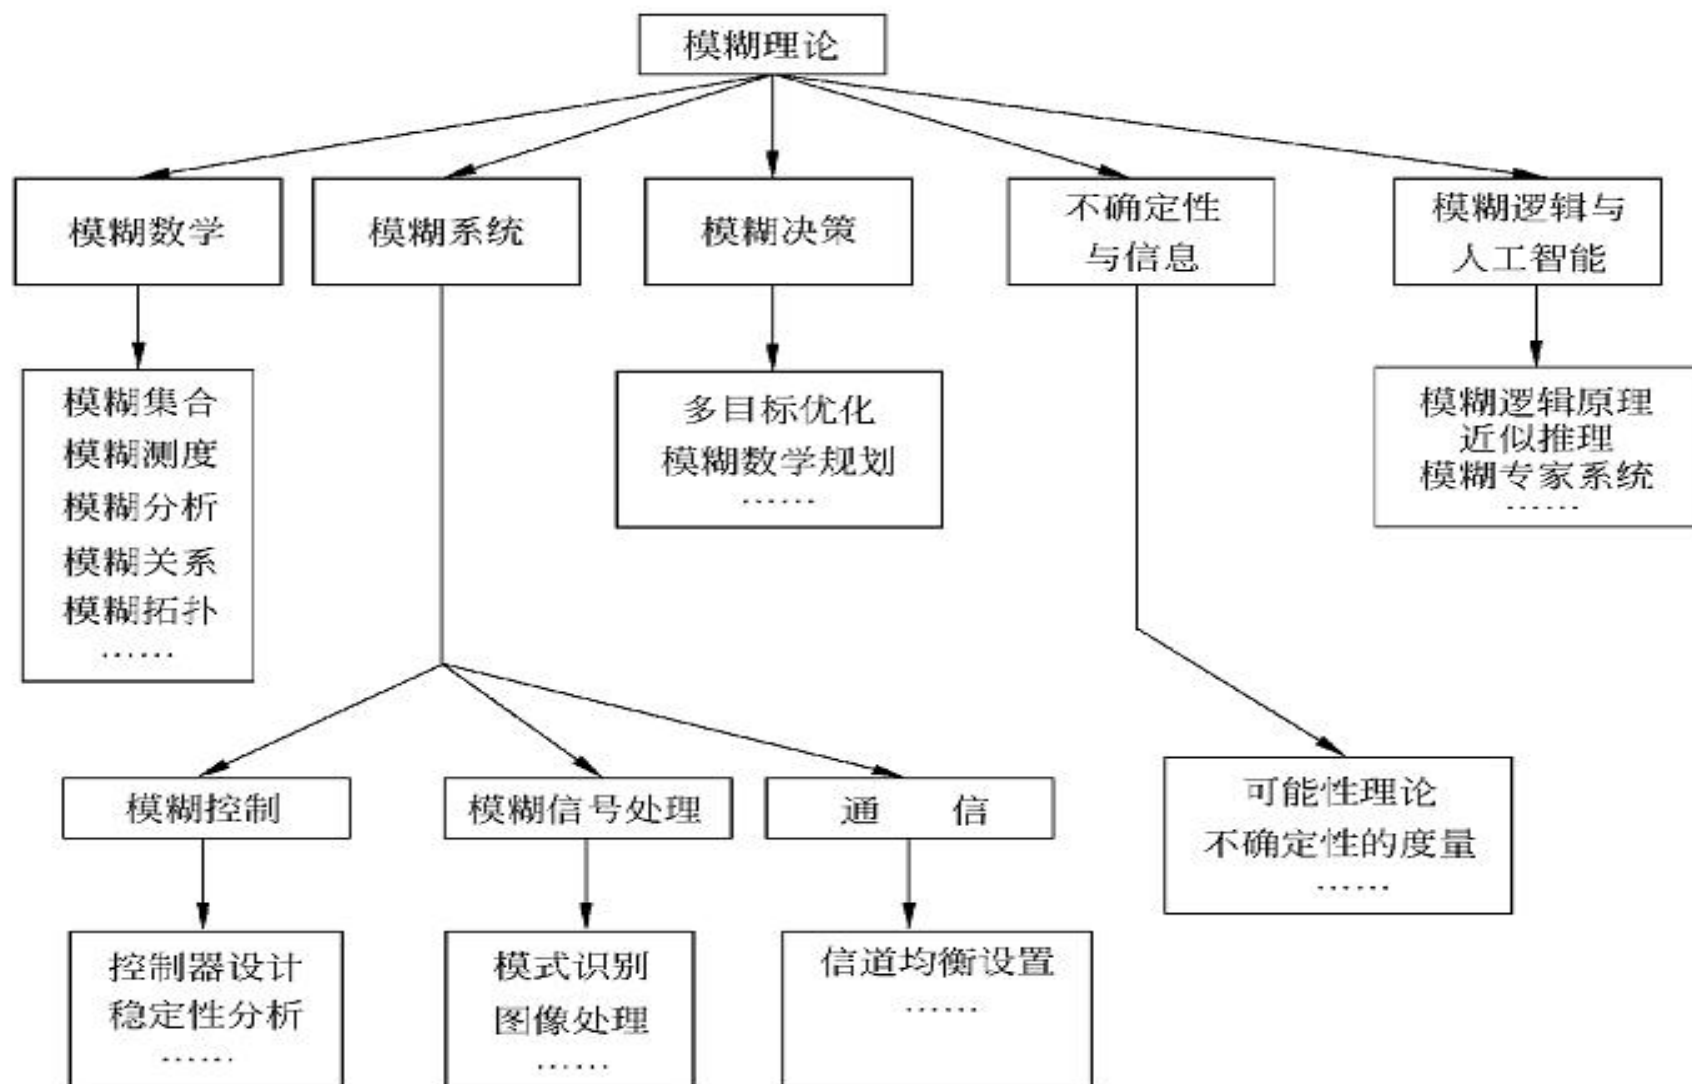 模糊理论
模糊数学
模糊系统
模糊决策
不确定性
与信息
模糊逻辑与
人工智能
模糊集合
模糊测度
模糊分析
模糊关系
模糊拓扑
……
多目标优化
模糊数学规划
……
模糊逻辑原理
近似推理
模糊专家系统
……
模糊控制
模糊信号处理
通 信
可能性理论
不确定性的度量
……
控制器设计
稳定性分析
……
模式识别
图像处理
……
信道均衡设置
……